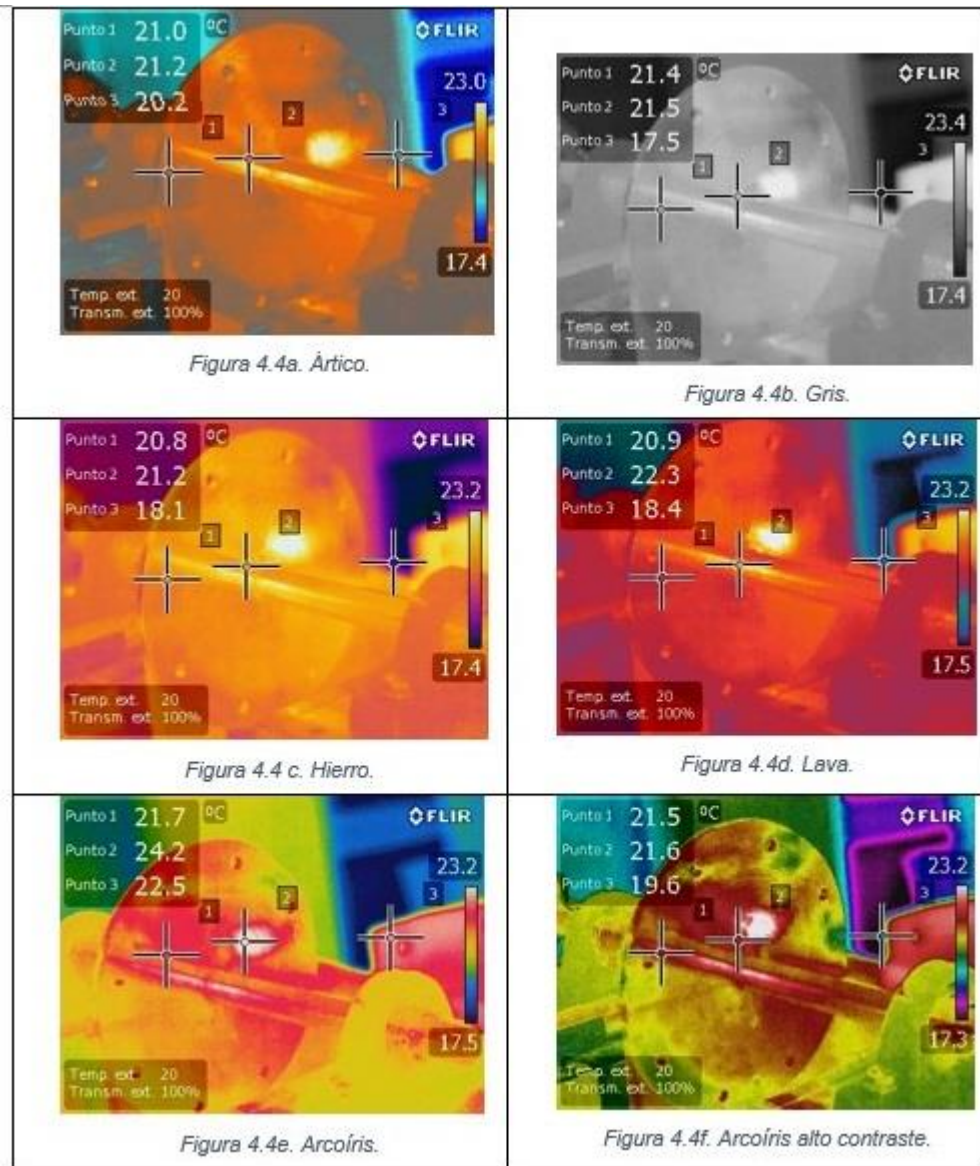 Punto 1 21.0 ºC FLIR
Punto 2 21.2
Punto 3 20.2
23.0
1
2
3
17.4
Temp. ext. 20
Transm. ext. 100%
Figura 4.4a. Ártico.
Punto 1 21.4 ºC FLIR
Punto 2 21.5
Punto 3 17.5
23.4
1
2
3
17.4
Temp. ext. 20
Transm. ext. 100%
Figura 4.4b. Gris.
Punto 1 20.8 ºC FLIR
Punto 2 21.2
Punto 3 18.1
23.2
1
2
3
17.4
Temp. ext. 20
Transm. ext. 100%
Figura 4.4 c. Hierro.
Punto 1 20.9 ºC FLIR
Punto 2 22.3
Punto 3 18.4
23.2
1
2
3
17.5
Temp. ext. 20
Transm. ext. 100%
Figura 4.4d. Lava.
Punto 1 21.7 ºC FLIR
Punto 2 24.2
Punto 3 22.5
23.2
1
2
3
17.5
Temp. ext. 20
Transm. ext. 100%
Figura 4.4e. Arcoíris.
Punto 1 21.5 ºC FLIR
Punto 2 21.6
Punto 3 19.6
23.2
1
2
3
17.3
Temp. ext. 20
Transm. ext. 100%
Figura 4.4f. Arcoíris alto contraste.